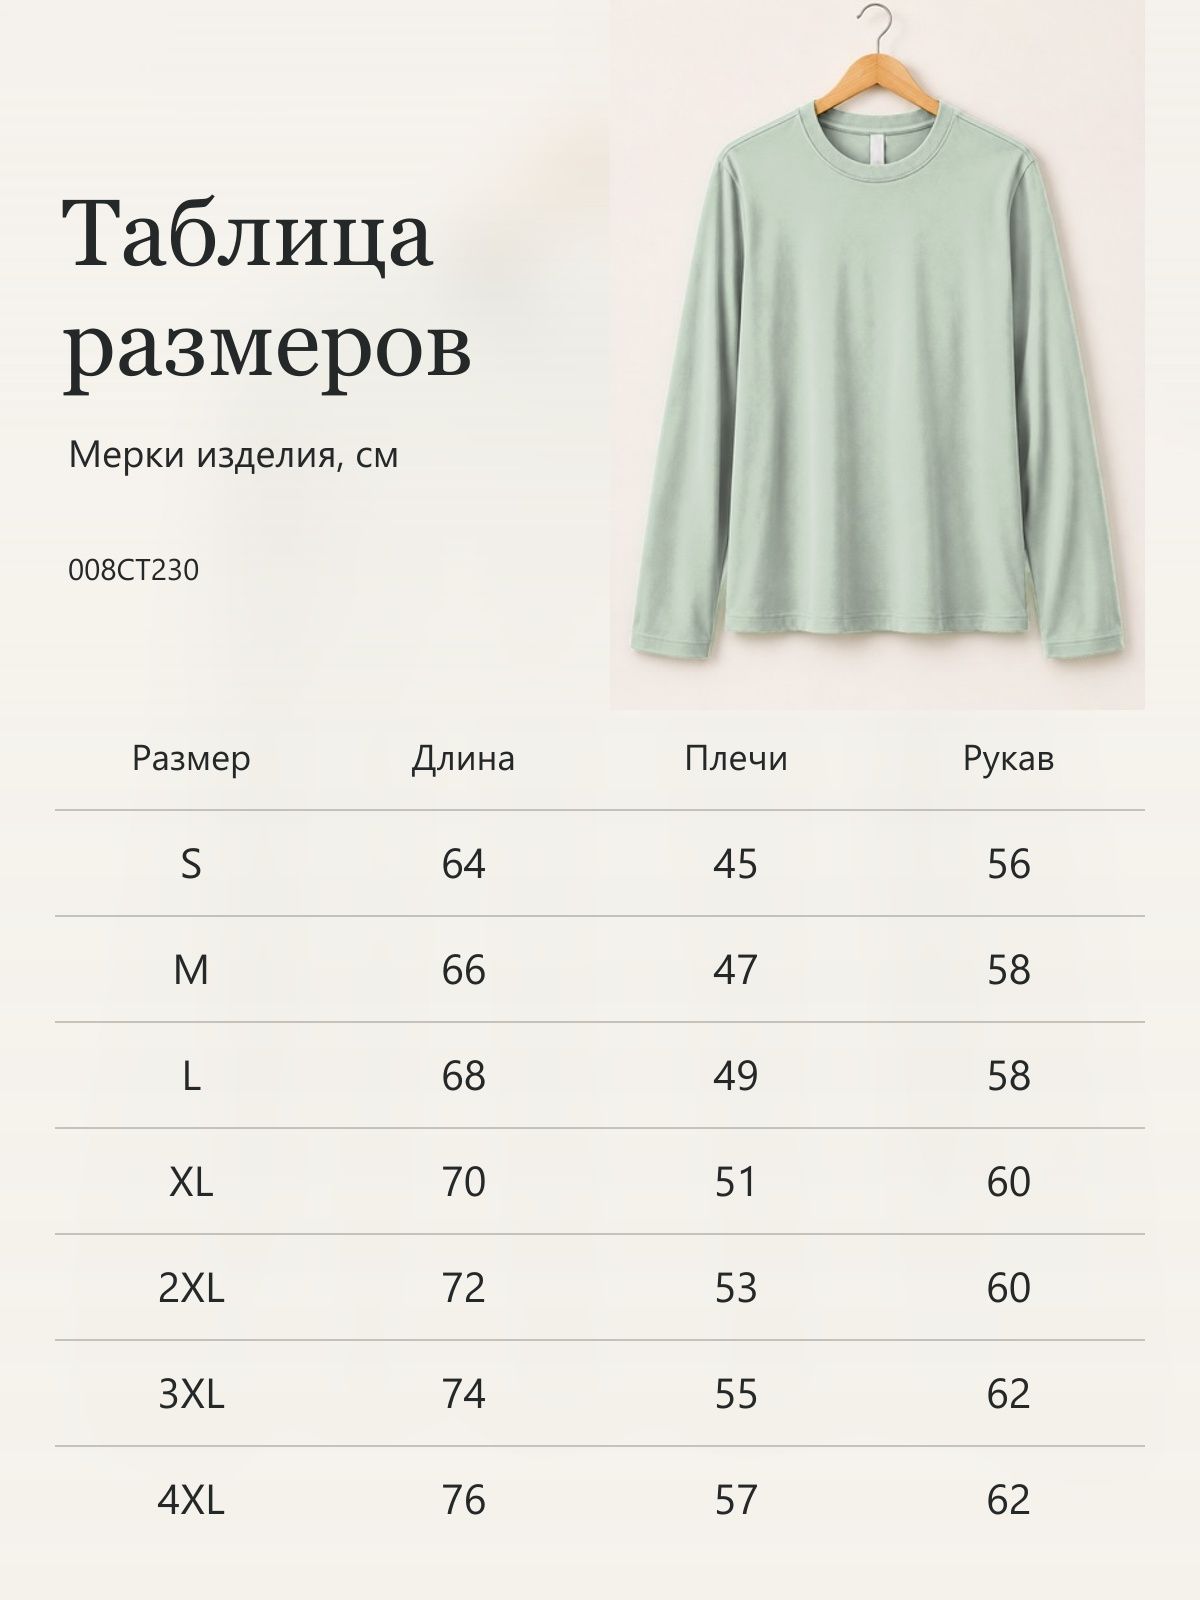 Таблица
размеров
Мерки изделия, см
008CT230
Размер Длина Плечи Рукав
S 64 45 56
M 66 47 58
L 68 49 58
XL 70 51 60
2XL 72 53 60
3XL 74 55 62
4XL 76 57 62